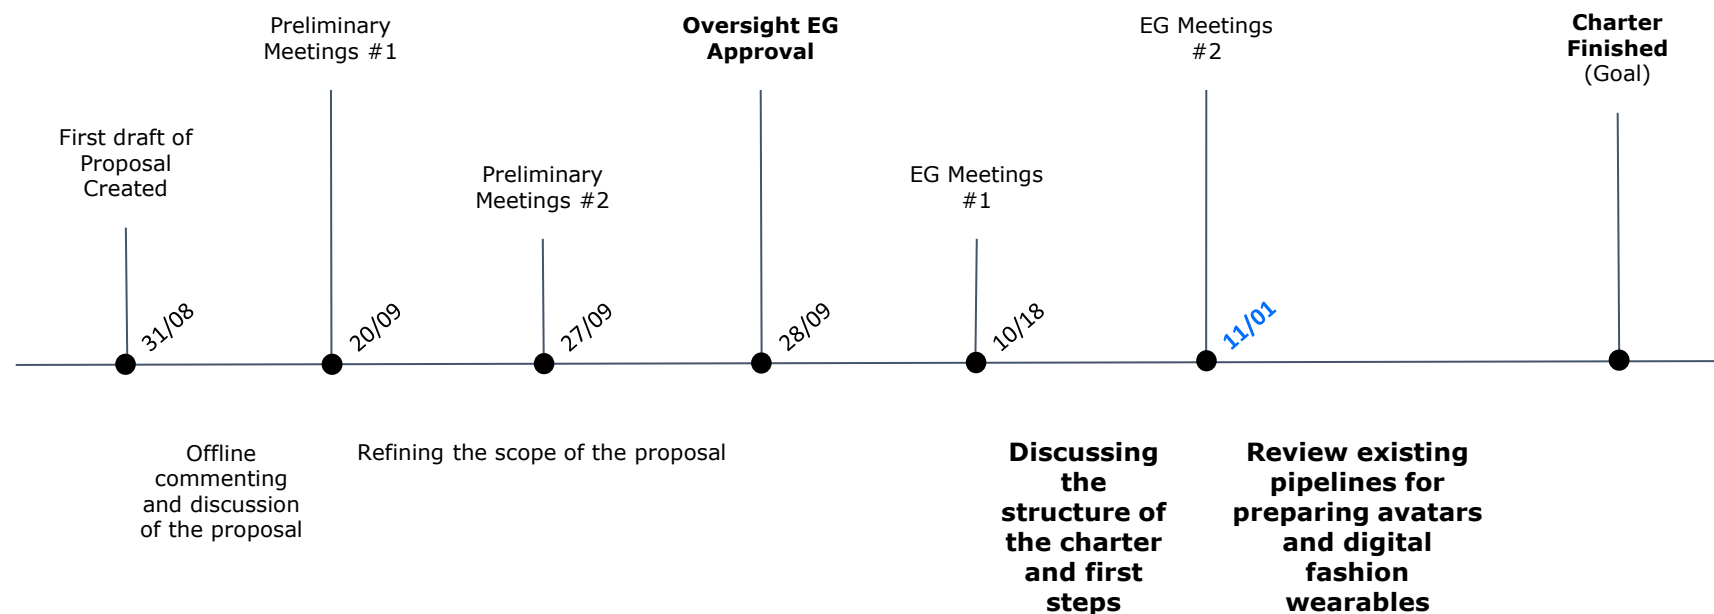 Preliminary
Meetings #1
Oversight EG
Approval
EG Meetings
#2
Charter
Finished
(Goal)
First draft of
Proposal
Created
Preliminary
Meetings #2
EG Meetings
#1
31/08
20/09
27/09
28/09
10/18
11/01
Offline
commenting
and discussion
of the proposal
Refining the scope of the proposal
Discussing
the
structure of
the charter
and first
steps
Review existing
pipelines for
preparing avatars
and digital
fashion
wearables